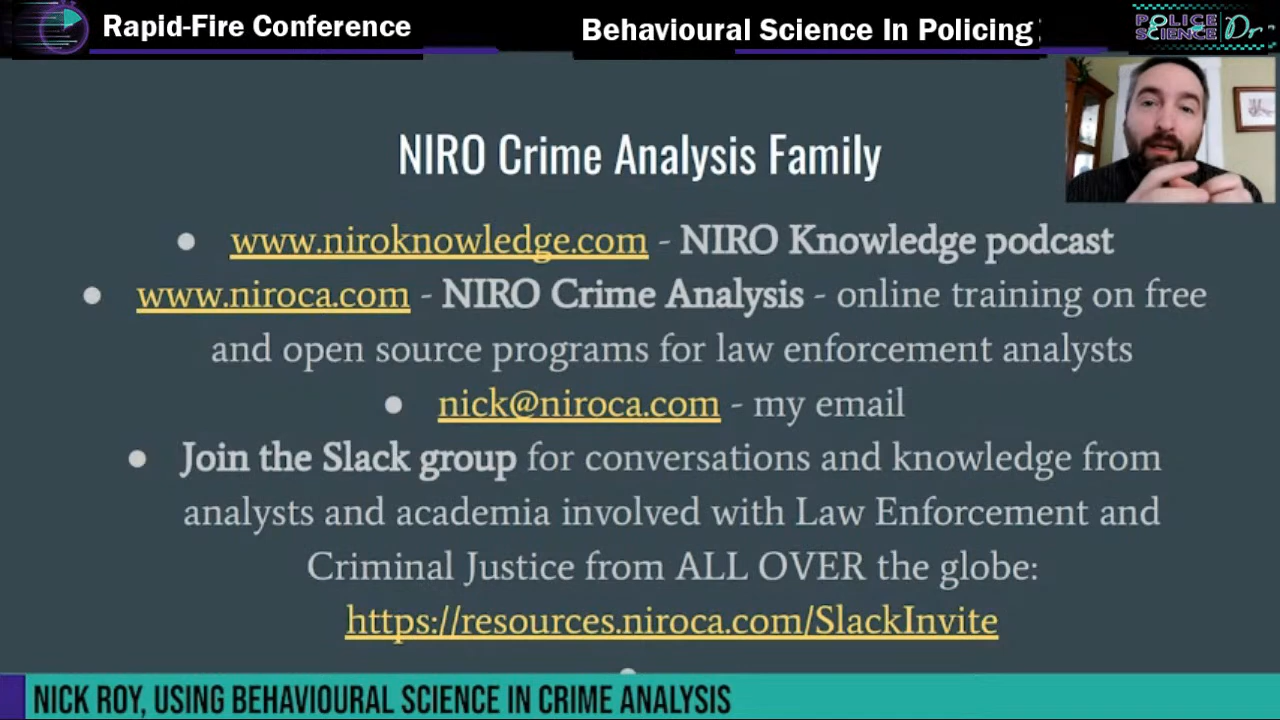 Rapid-Fire Conference
Behavioural Science In Policing
POLICE SCIENCE Dr
NIRO Crime Analysis Family
www.niroknowledge.com - NIRO Knowledge podcast
www.niroca.com - NIRO Crime Analysis - online training on free
and open source programs for law enforcement analysts
nick@niroca.com - my email
Join the Slack group for conversations and knowledge from
analysts and academia involved with Law Enforcement and
Criminal Justice from ALL OVER the globe:
https://resources.niroca.com/SlackInvite
NICK ROY, USING BEHAVIOURAL SCIENCE IN CRIME ANALYSIS